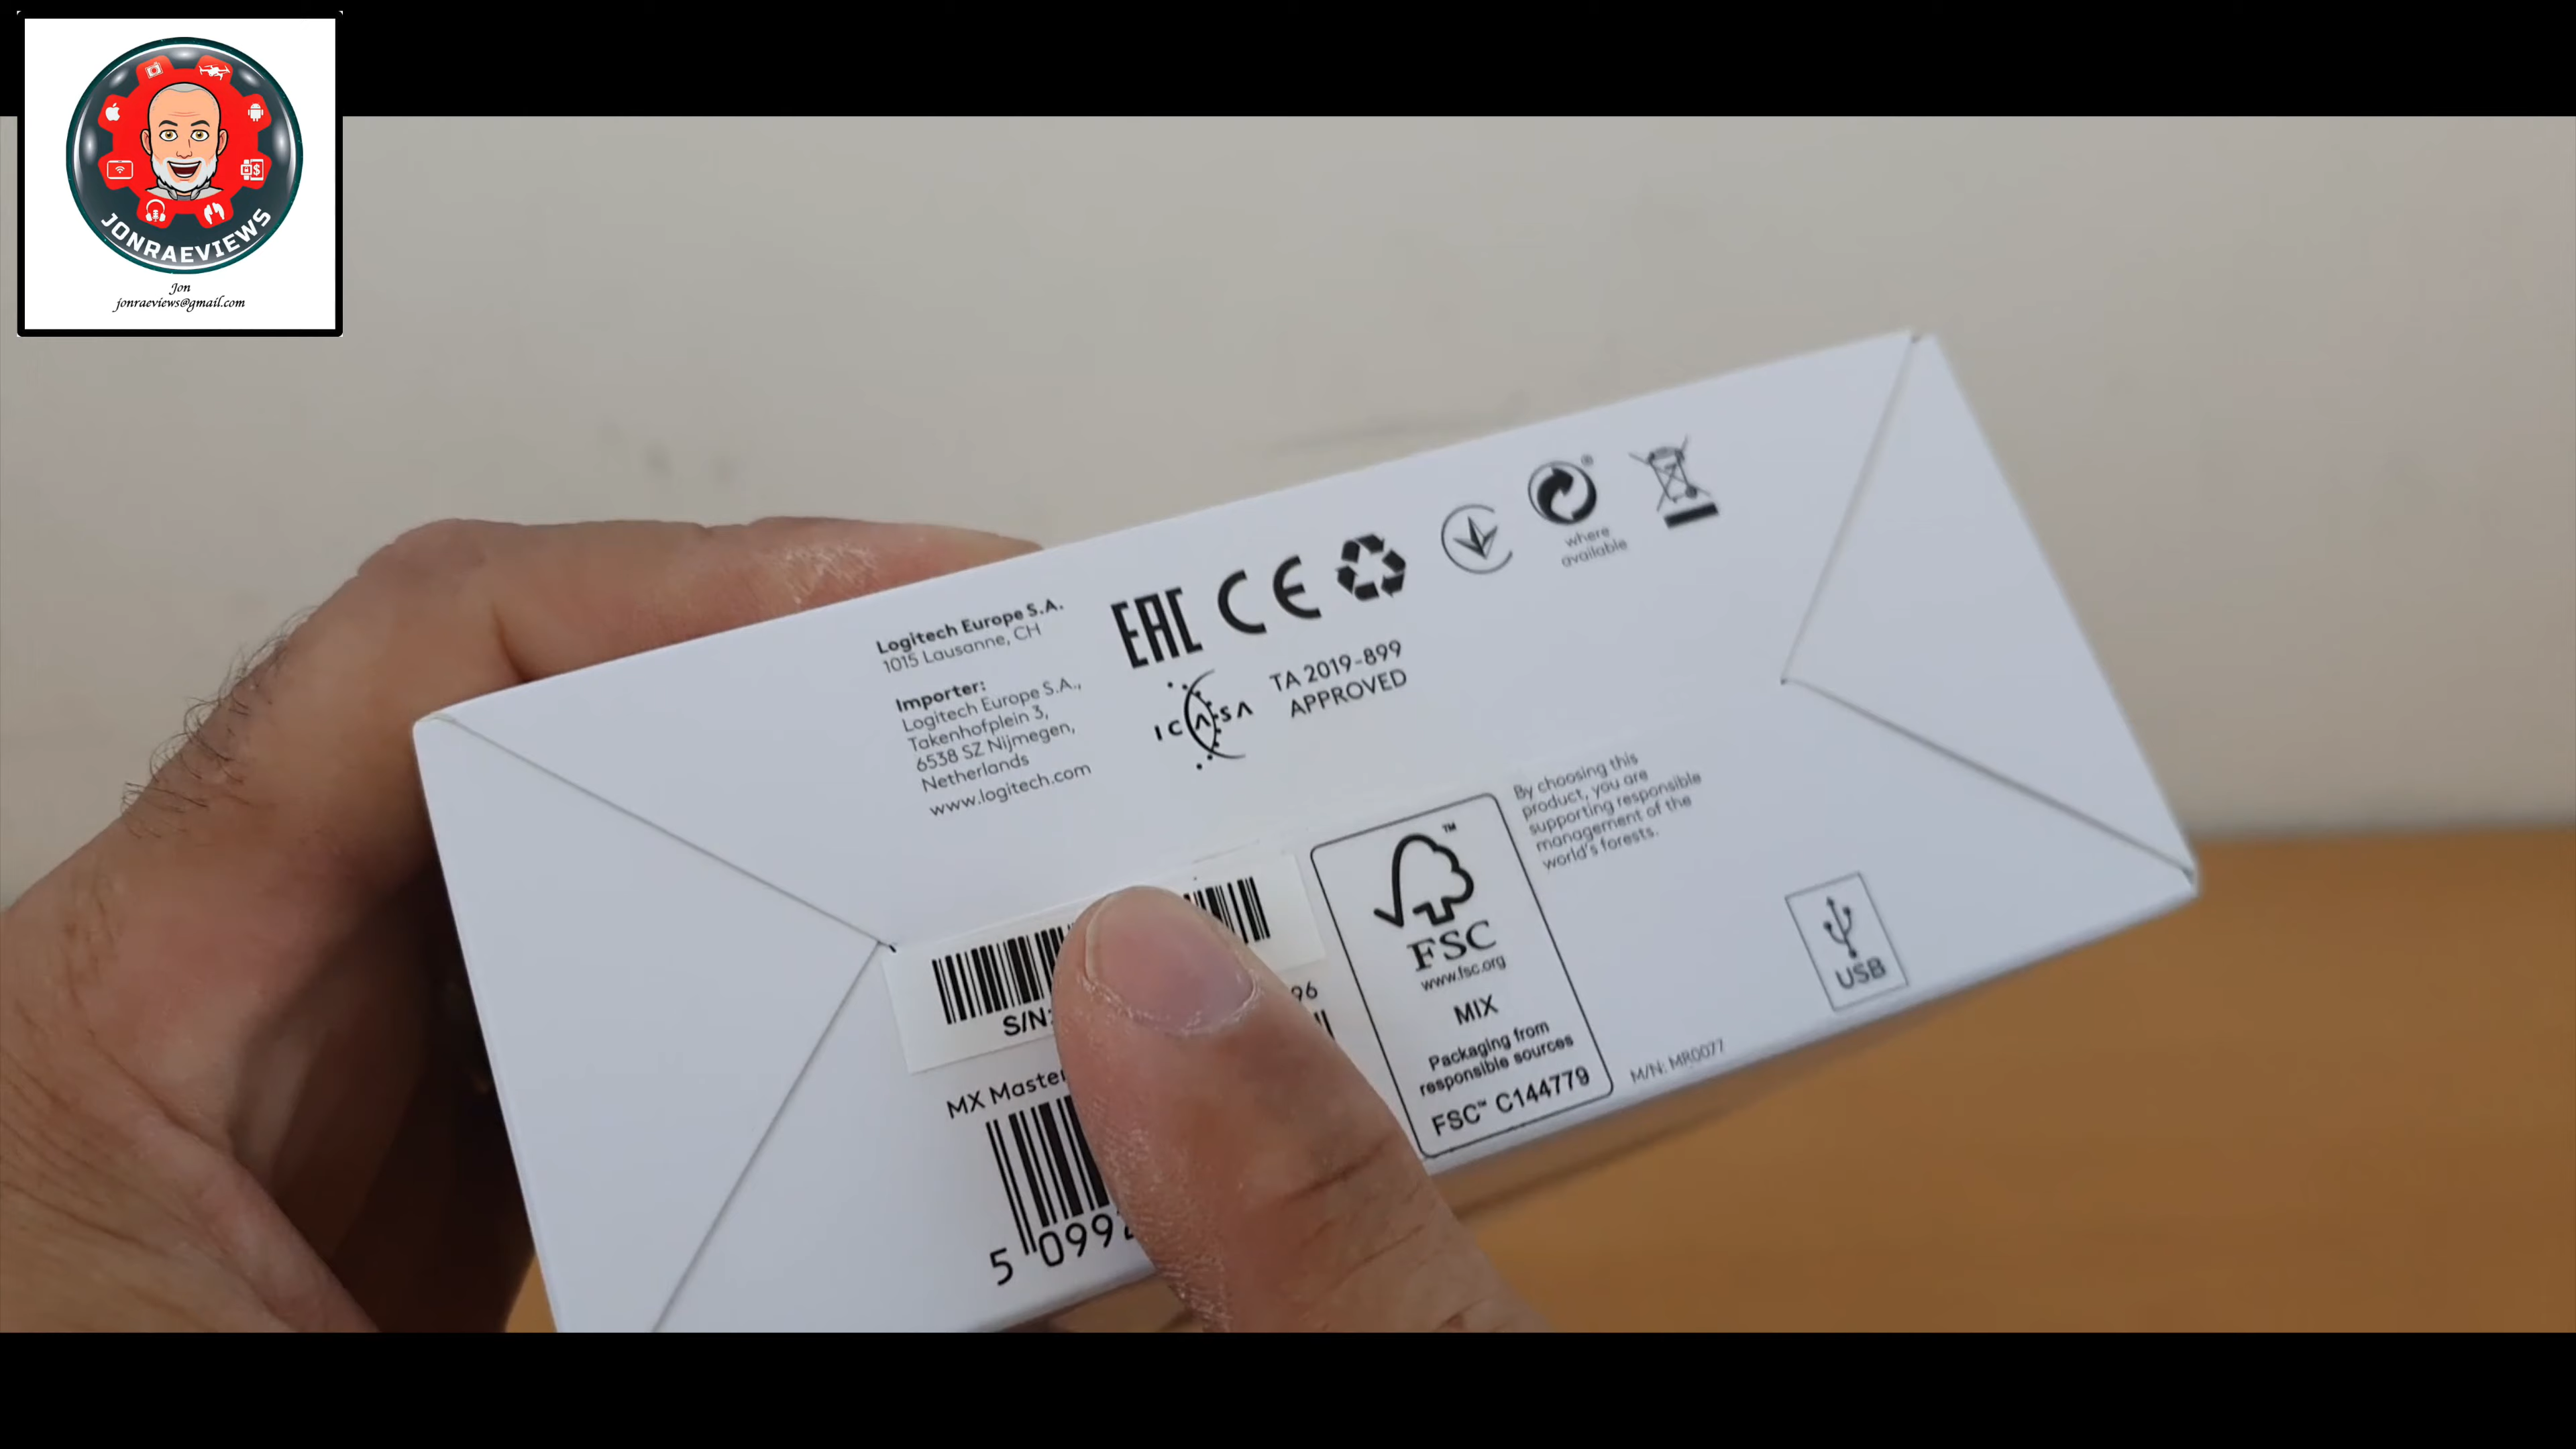 JONRAEVIEWS
Jon
jonraeviews@gmail.com
Logitech Europe S.A.
1015 Lausanne, CH
Importer:
Logitech Europe S.A.,
Takenhofplein 3,
6538 SZ Nijmegen,
Netherlands
www.logitech.com
EAC CE
ICASA
TA 2019-899
APPROVED
®
where
available
By choosing this
product, you are
supporting responsible
management of the
world's forests.
S/N:
96
MX Master
5 099
™
FSC
www.fsc.org
MIX
Packaging from
responsible sources
FSC™ C144779
USB
M/N: MR0077